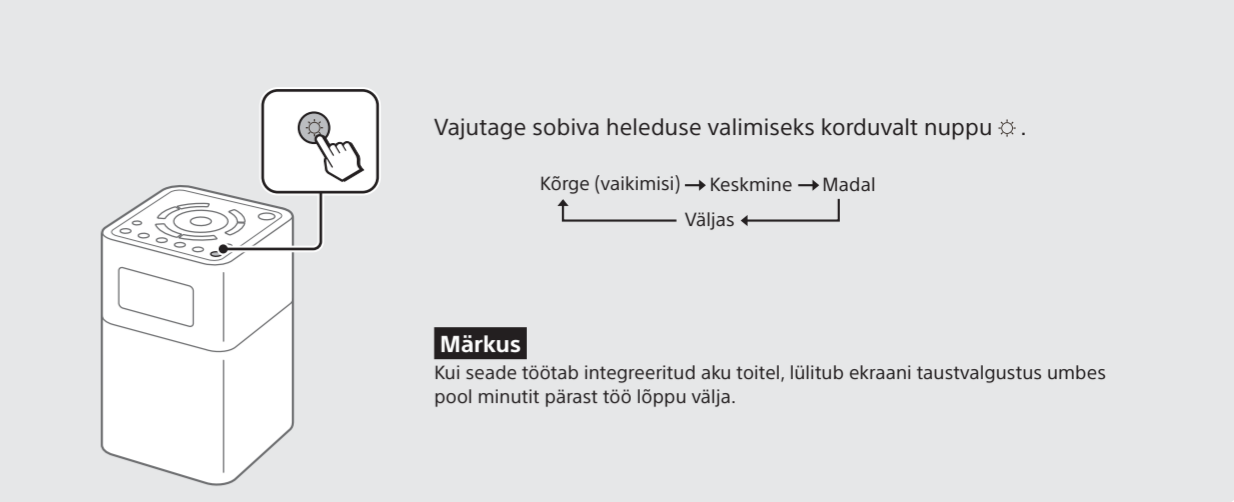 Vajutage sobiva heleduse valimiseks korduvalt nuppu ☼.
Kõrge (vaikimisi) → Keskmine → Madal
Väljas ←
Märkus
Kui seade töötab integreeritud aku toitel, lülitub ekraani taustvalgustus umbes
pool minutit pärast töö lõppu välja.